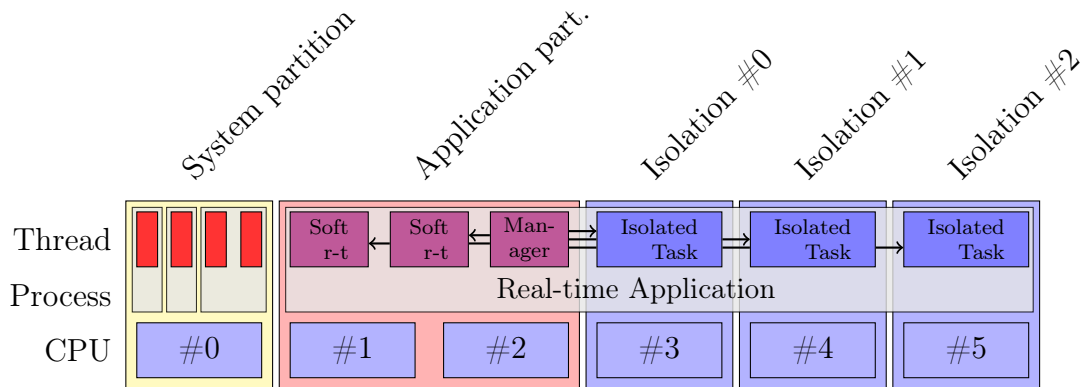 System partition
Application part.
Isolation #0
Isolation #1
Isolation #2
Thread
Soft
r-t
Soft
r-t
Man-
ager
Isolated
Task
Isolated
Task
Isolated
Task
Process
Real-time Application
CPU
#0
#1
#2
#3
#4
#5